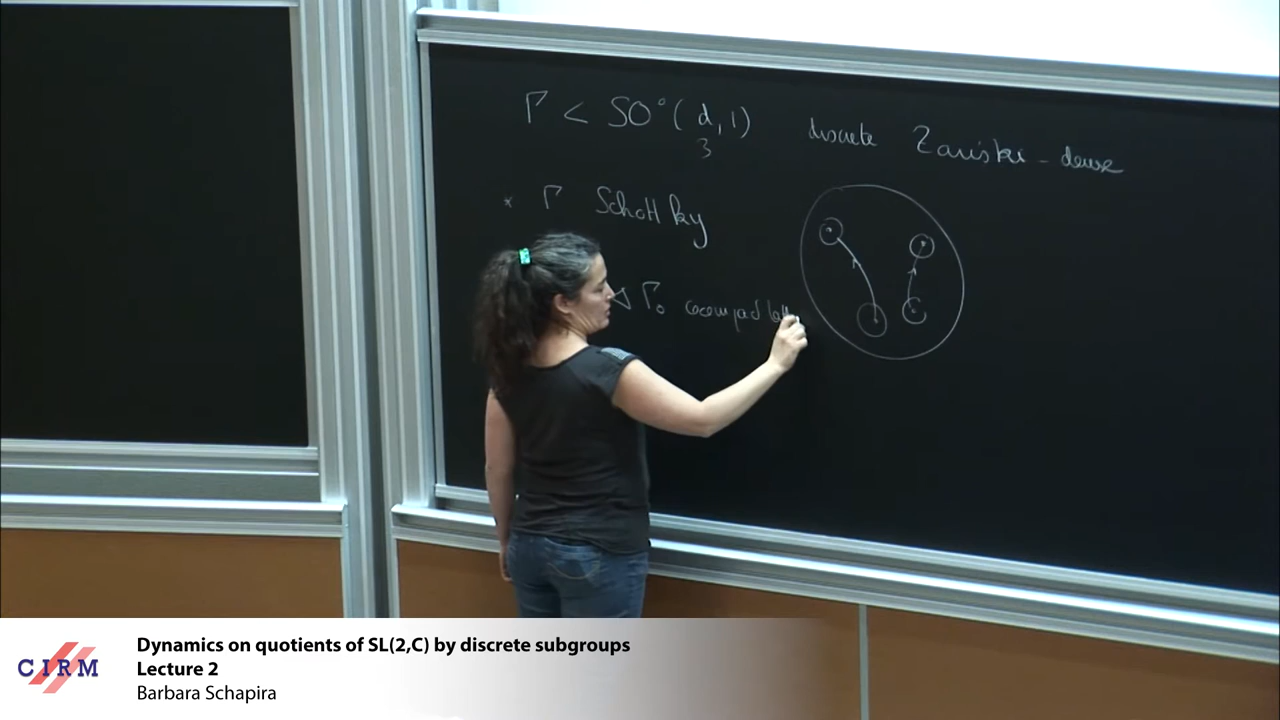 Γ < SO°(d,1) discrete Zariski-dense
3
* Γ Schottky
◁ Γ₀ cocompact latt
CIRM
Dynamics on quotients of SL(2,C) by discrete subgroups
Lecture 2
Barbara Schapira